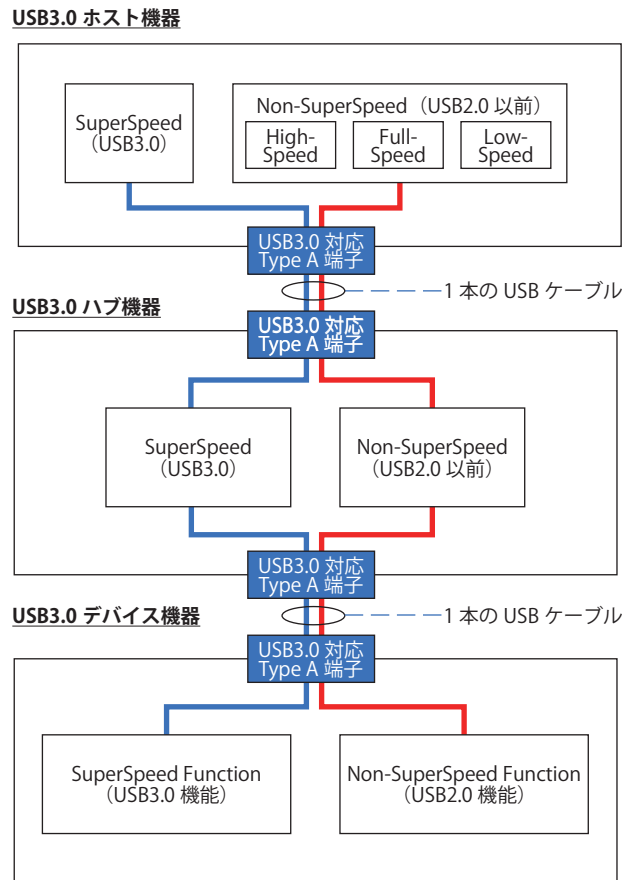 USB3.0 ホスト機器
SuperSpeed
（USB3.0）
Non-SuperSpeed（USB2.0 以前）
High-
Speed
Full-
Speed
Low-
Speed
USB3.0 対応
Type A 端子
1 本の USB ケーブル
USB3.0 ハブ機器
USB3.0 対応
Type A 端子
SuperSpeed
（USB3.0）
Non-SuperSpeed
（USB2.0 以前）
USB3.0 対応
Type A 端子
USB3.0 デバイス機器
1 本の USB ケーブル
USB3.0 対応
Type A 端子
SuperSpeed Function
（USB3.0 機能）
Non-SuperSpeed Function
（USB2.0 機能）